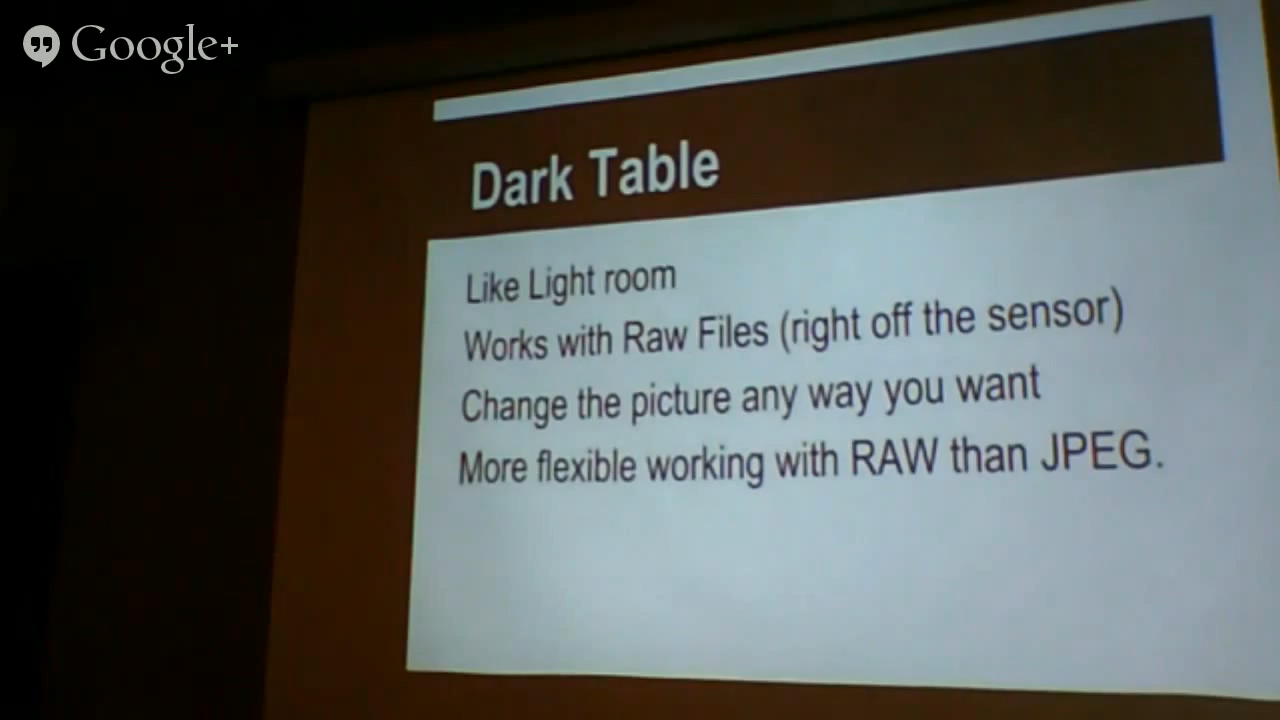 Google+
Dark Table
Like Light room
Works with Raw Files (right off the sensor)
Change the picture any way you want
More flexible working with RAW than JPEG.